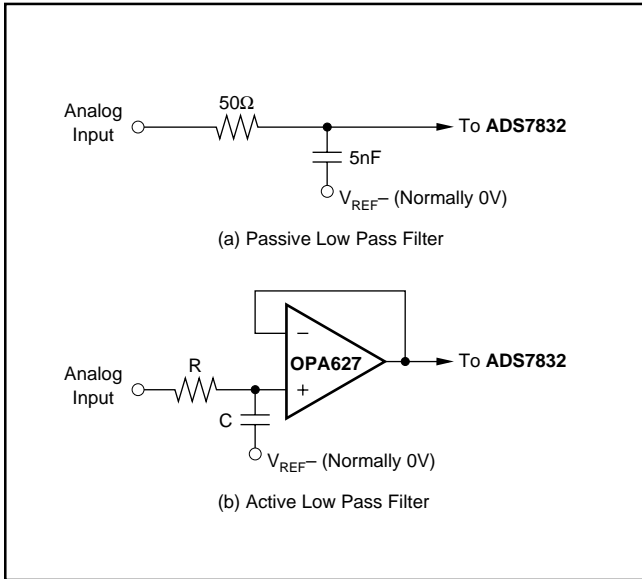 50Ω
Analog
Input
To ADS7832
5nF
V_REF– (Normally 0V)
(a) Passive Low Pass Filter
R
Analog
Input
–
OPA627
+
To ADS7832
C
V_REF– (Normally 0V)
(b) Active Low Pass Filter